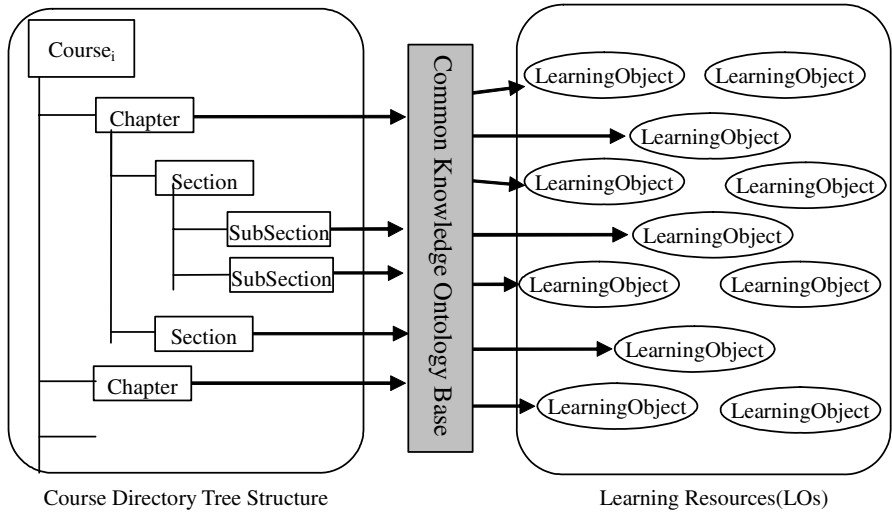 Course i
Chapter
Section
SubSection
SubSection
Section
Chapter
Course Directory Tree Structure
Common Knowledge Ontology Base
LearningObject
LearningObject
LearningObject
LearningObject
LearningObject
LearningObject
LearningObject
LearningObject
LearningObject
LearningObject
LearningObject
Learning Resources(LOs)